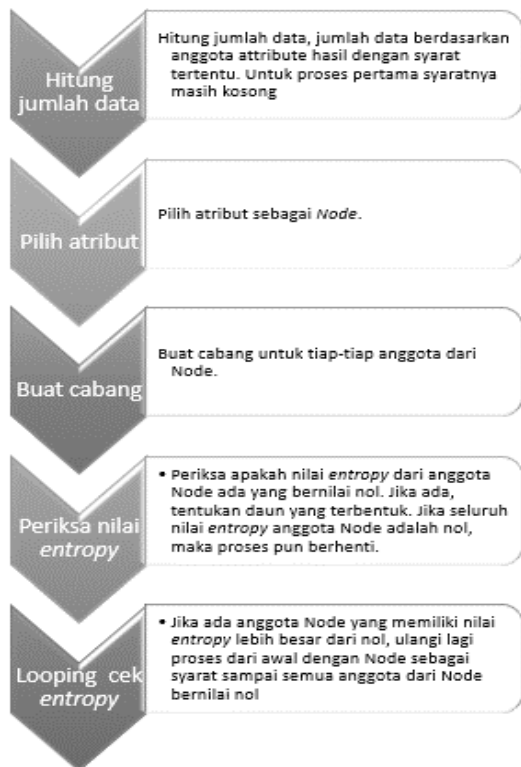 Hitung
jumlah data
Hitung jumlah data, jumlah data berdasarkan
anggota attribute hasil dengan syarat
tertentu. Untuk proses pertama syaratnya
masih kosong
Pilih atribut
Pilih atribut sebagai Node.
Buat cabang
Buat cabang untuk tiap-tiap anggota dari
Node.
Periksa nilai
entropy
• Periksa apakah nilai entropy dari anggota
Node ada yang bernilai nol. Jika ada,
tentukan daun yang terbentuk. Jika seluruh
nilai entropy anggota Node adalah nol,
maka proses pun berhenti.
Looping cek
entropy
• Jika ada anggota Node yang memiliki nilai
entropy lebih besar dari nol, ulangi lagi
proses dari awal dengan Node sebagai
syarat sampai semua anggota dari Node
bernilai nol